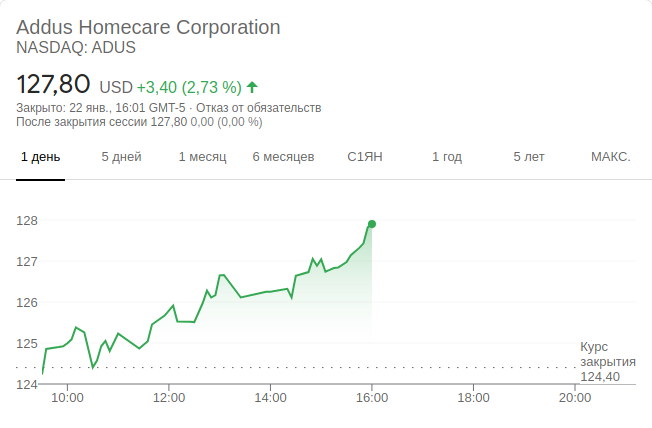 Addus Homecare Corporation
NASDAQ: ADUS
127,80 USD +3,40 (2,73 %)
Закрыто: 22 янв., 16:01 GMT-5 · Отказ от обязательств
После закрытия сессии 127,80 0,00 (0,00 %)
1 день 5 дней 1 месяц 6 месяцев С1ЯН 1 год 5 лет МАКС.
128
127
126
125
124
Курс
закрытия
124,40
10:00 12:00 14:00 16:00 18:00 20:00